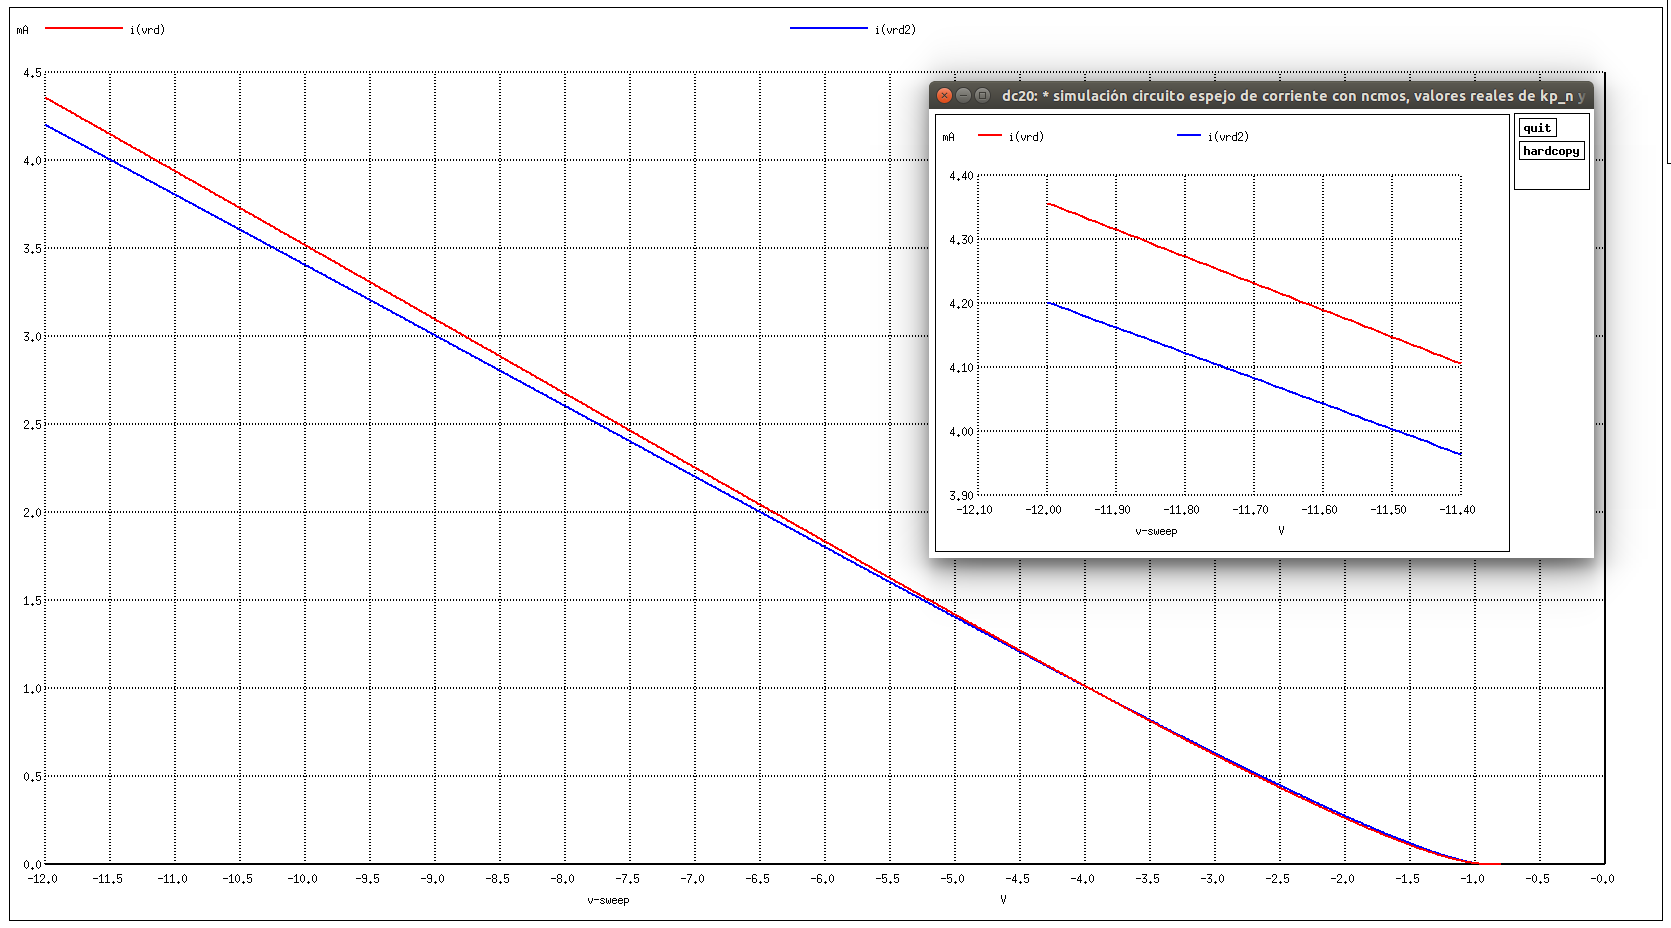 mA i(vrd) i(vrd2)
4.5
4.0
3.5
3.0
2.5
2.0
1.5
1.0
0.5
0.0
-12.0 -11.5 -11.0 -10.5 -10.0 -9.5 -9.0 -8.5 -8.0 -7.5 -7.0 -6.5 -6.0 -5.5 -5.0 -4.5 -4.0 -3.5 -3.0 -2.5 -2.0 -1.5 -1.0 -0.5 -0.0
v-sweep V
dc20: * simulación circuito espejo de corriente con ncmos, valores reales de kp_n y
quit
hardcopy
mA i(vrd) i(vrd2)
4.40
4.30
4.20
4.10
4.00
3.90
-12.10 -12.00 -11.90 -11.80 -11.70 -11.60 -11.50 -11.40
v-sweep V